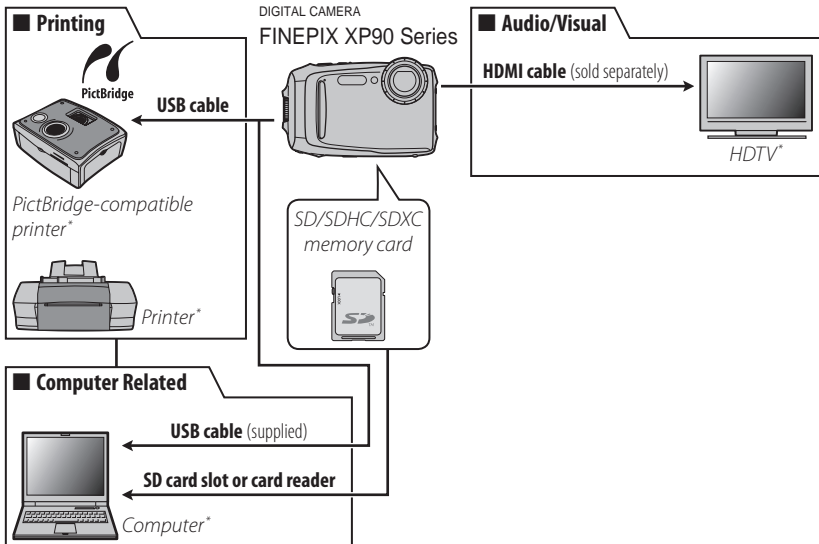 ■ Printing
PictBridge
USB cable
PictBridge-compatible
printer*
Printer*
DIGITAL CAMERA
FINEPIX XP90 Series
SD/SDHC/SDXC
memory card
SD
■ Audio/Visual
HDMI cable (sold separately)
HDTV*
■ Computer Related
USB cable (supplied)
SD card slot or card reader
Computer*